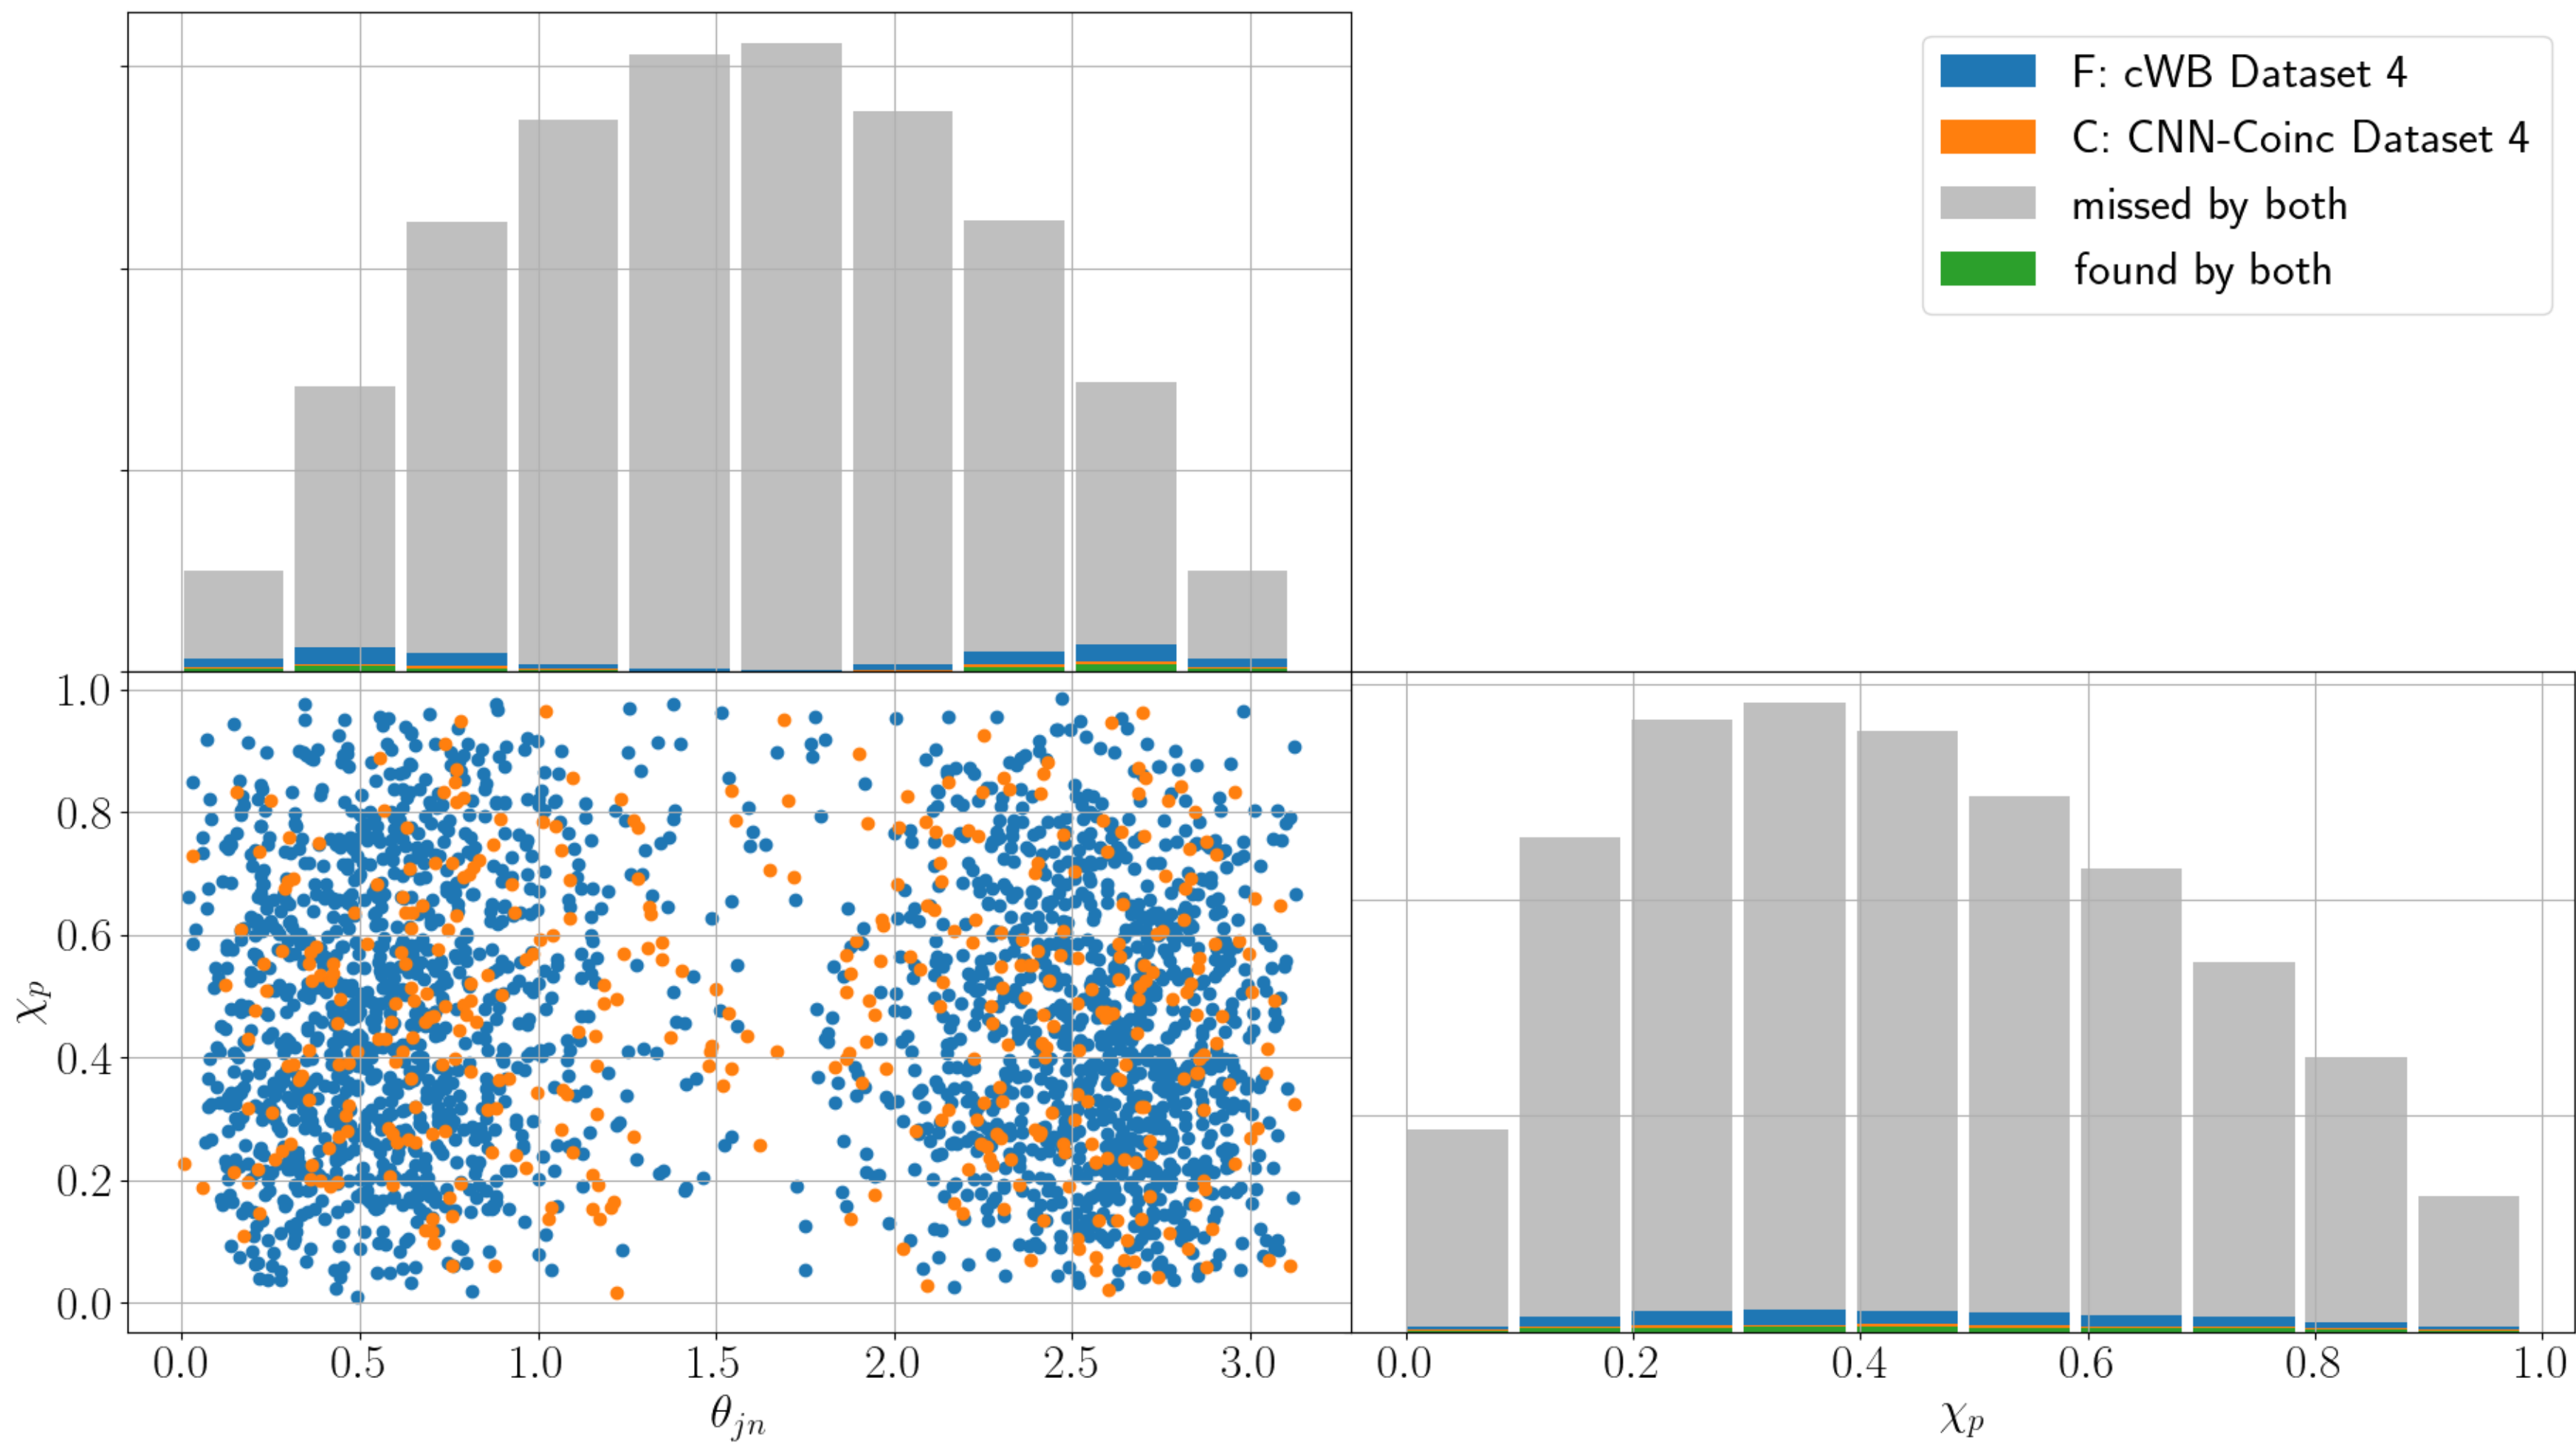 F: cWB Dataset 4
C: CNN-Coinc Dataset 4
missed by both
found by both
1.0
0.8
0.6
0.4
0.2
0.0
χp
0.0 0.5 1.0 1.5 2.0 2.5 3.0
θjn
0.0 0.2 0.4 0.6 0.8 1.0
χp